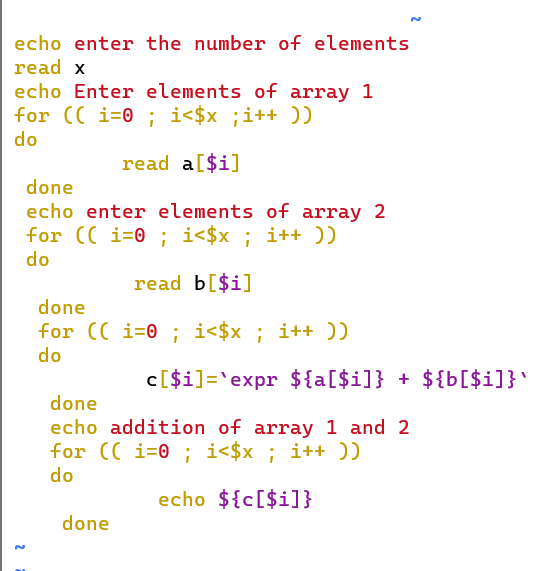 ~
echo enter the number of elements
read x
echo Enter elements of array 1
for (( i=0 ; i<$x ;i++ ))
do
         read a[$i]
 done
 echo enter elements of array 2
 for (( i=0 ; i<$x ; i++ ))
 do
          read b[$i]
  done
  for (( i=0 ; i<$x ; i++ ))
  do
           c[$i]=`expr ${a[$i]} + ${b[$i]}`
   done
   echo addition of array 1 and 2
   for (( i=0 ; i<$x ; i++ ))
   do
            echo ${c[$i]}
    done
~
~